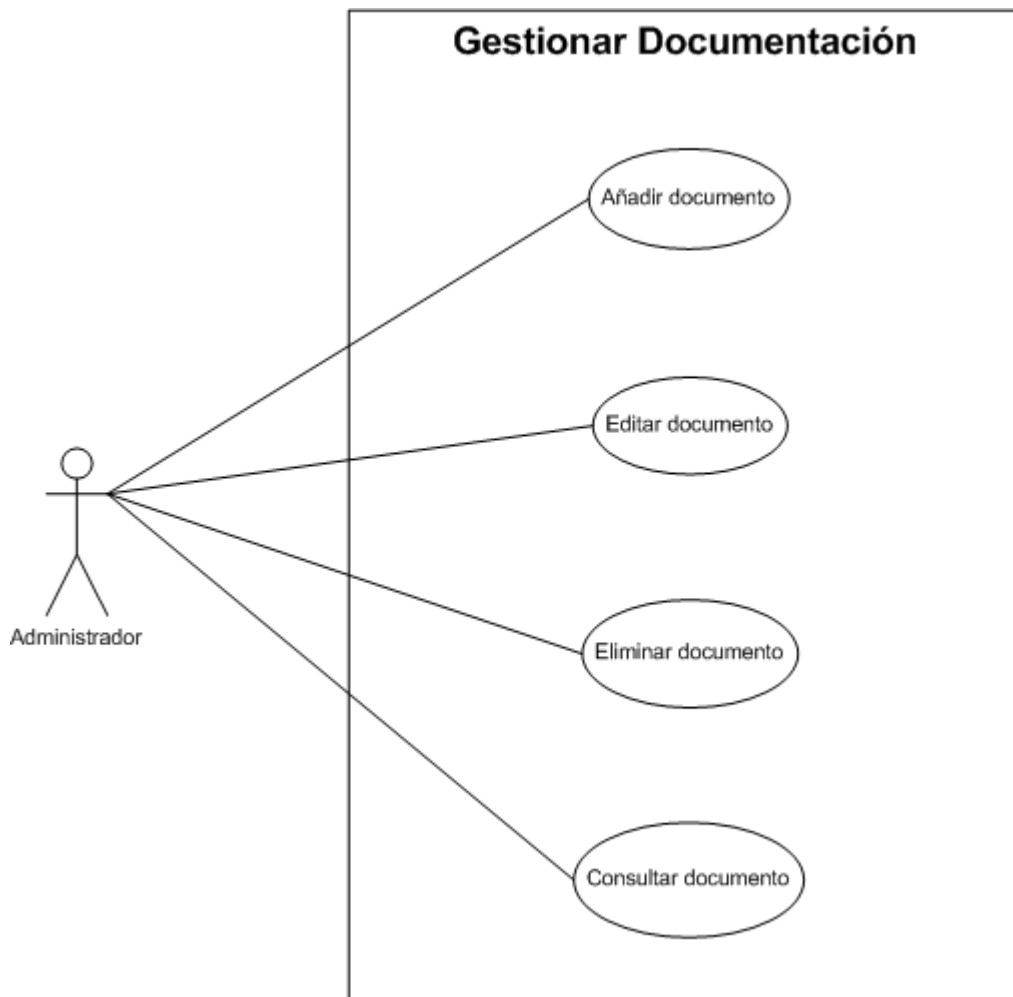 Gestionar Documentación
Añadir documento
Editar documento
Administrador
Eliminar documento
Consultar documento